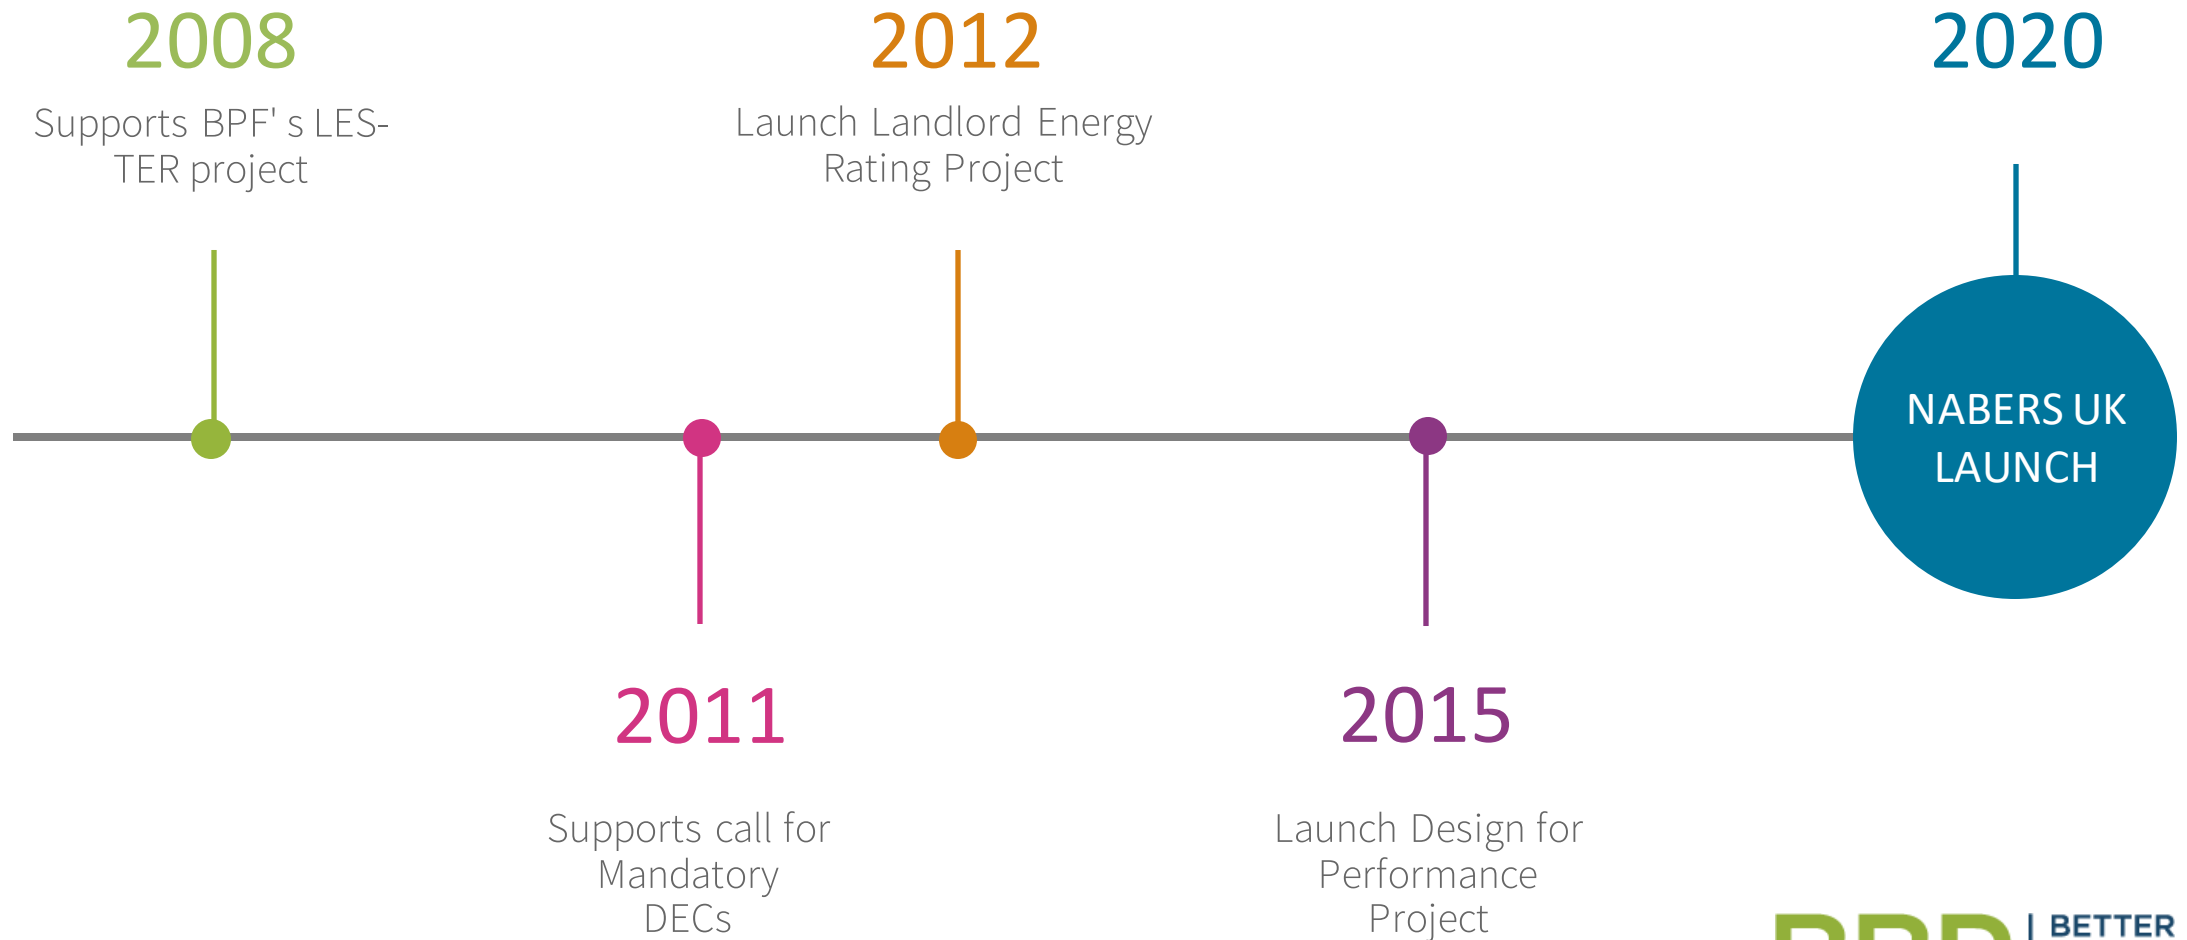 2008
Supports BPF' s LES-
TER project
2012
Launch Landlord Energy
Rating Project
2020
NABERS UK
LAUNCH
2011
Supports call for
Mandatory
DECs
2015
Launch Design for
Performance
Project
BETTER